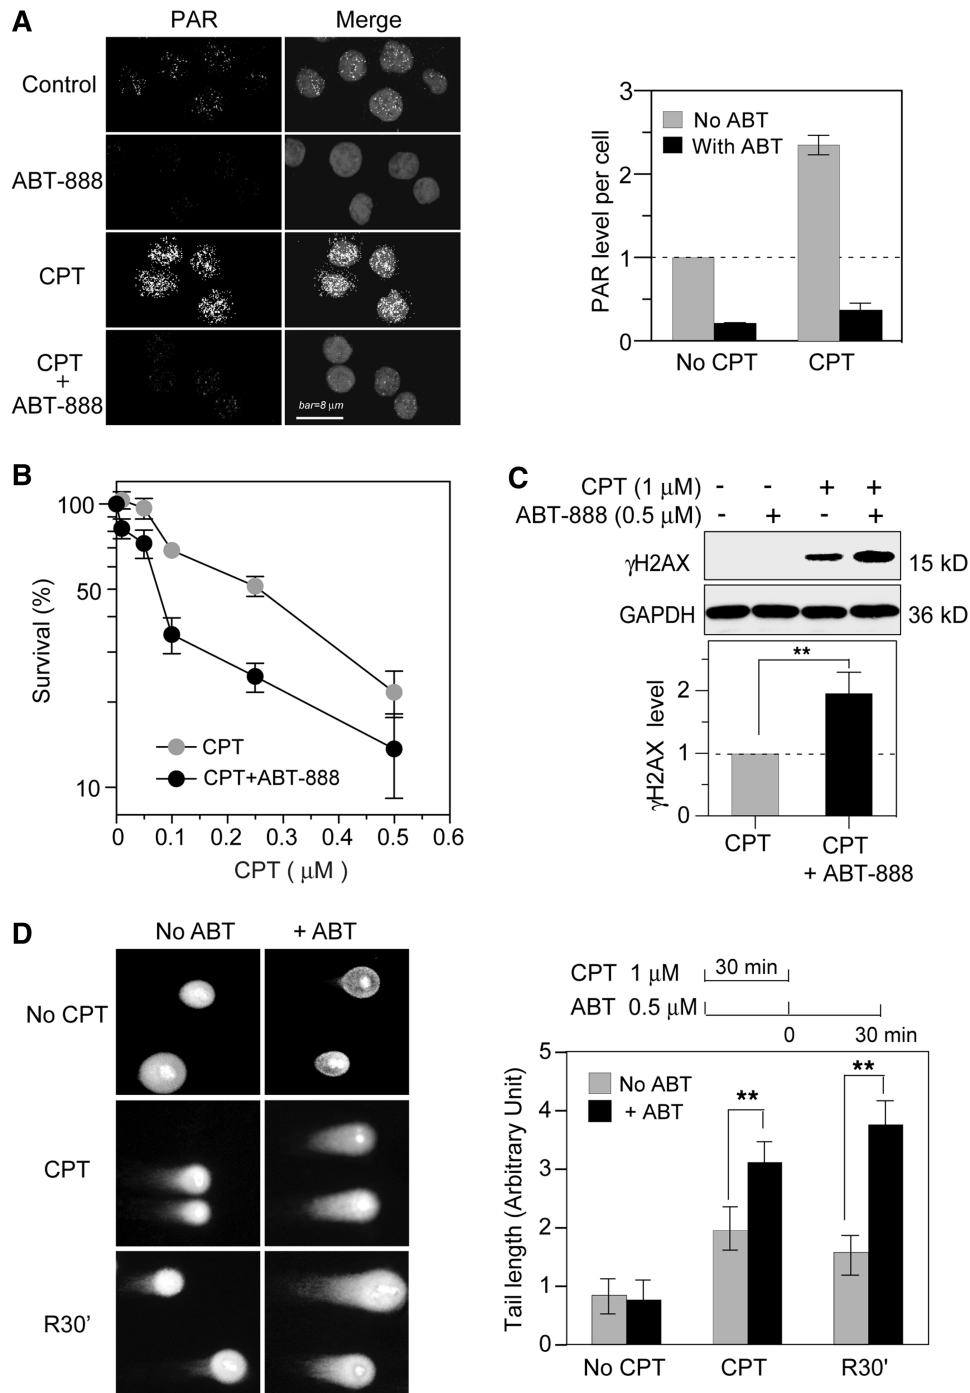 A
PAR Merge
Control
ABT-888
CPT
CPT
+
ABT-888
bar=8 μm
PAR level per cell
3
2
1
0
No ABT
With ABT
No CPT CPT
B
Survival (%)
100
50
10
CPT
CPT+ABT-888
0 0.1 0.2 0.3 0.4 0.5 0.6
CPT ( μM )
C
CPT (1 μM) - - + +
ABT-888 (0.5 μM) - + - +
γH2AX 15 kD
GAPDH 36 kD
γH2AX level
2
1
0
**
CPT CPT
+ ABT-888
D
No ABT + ABT
No CPT
CPT
R30'
CPT 1 μM 30 min
ABT 0.5 μM
0 30 min
Tail length (Arbitrary Unit)
5
4
3
2
1
0
No ABT
+ ABT
**
**
No CPT CPT R30'